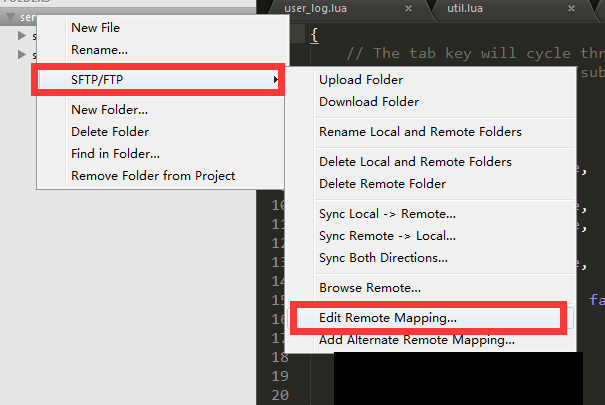 FOLDERS
user_log.lua
util.lua
ser
New File
Rename...
SFTP/FTP
New Folder...
Delete Folder
Find in Folder...
Remove Folder from Project
Upload Folder
Download Folder
Rename Local and Remote Folders
Delete Local and Remote Folders
Delete Remote Folder
Sync Local -> Remote...
Sync Remote -> Local...
Sync Both Directions...
Browse Remote...
Edit Remote Mapping...
Add Alternate Remote Mapping...
{
// The tab key will cycle thr
sub
e,
10 e,
11 e,
12
13 e,
14
15 fa
16
17
18
19
20